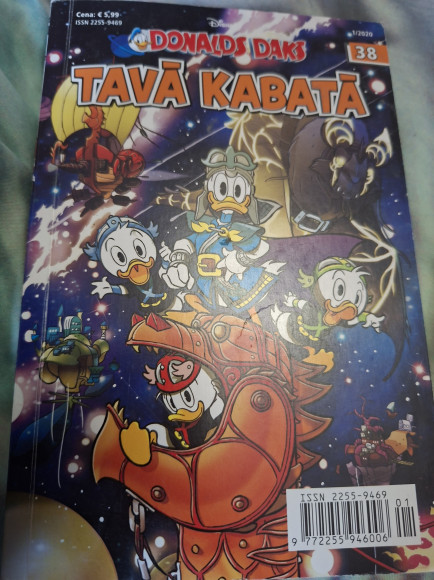 Cena: € 5,99
ISSN 2255-9469
Disney
1/2020
DONALDS DAKS
38
TAVĀ KABATĀ
ISSN 2255-9469
01
9 772255 946006